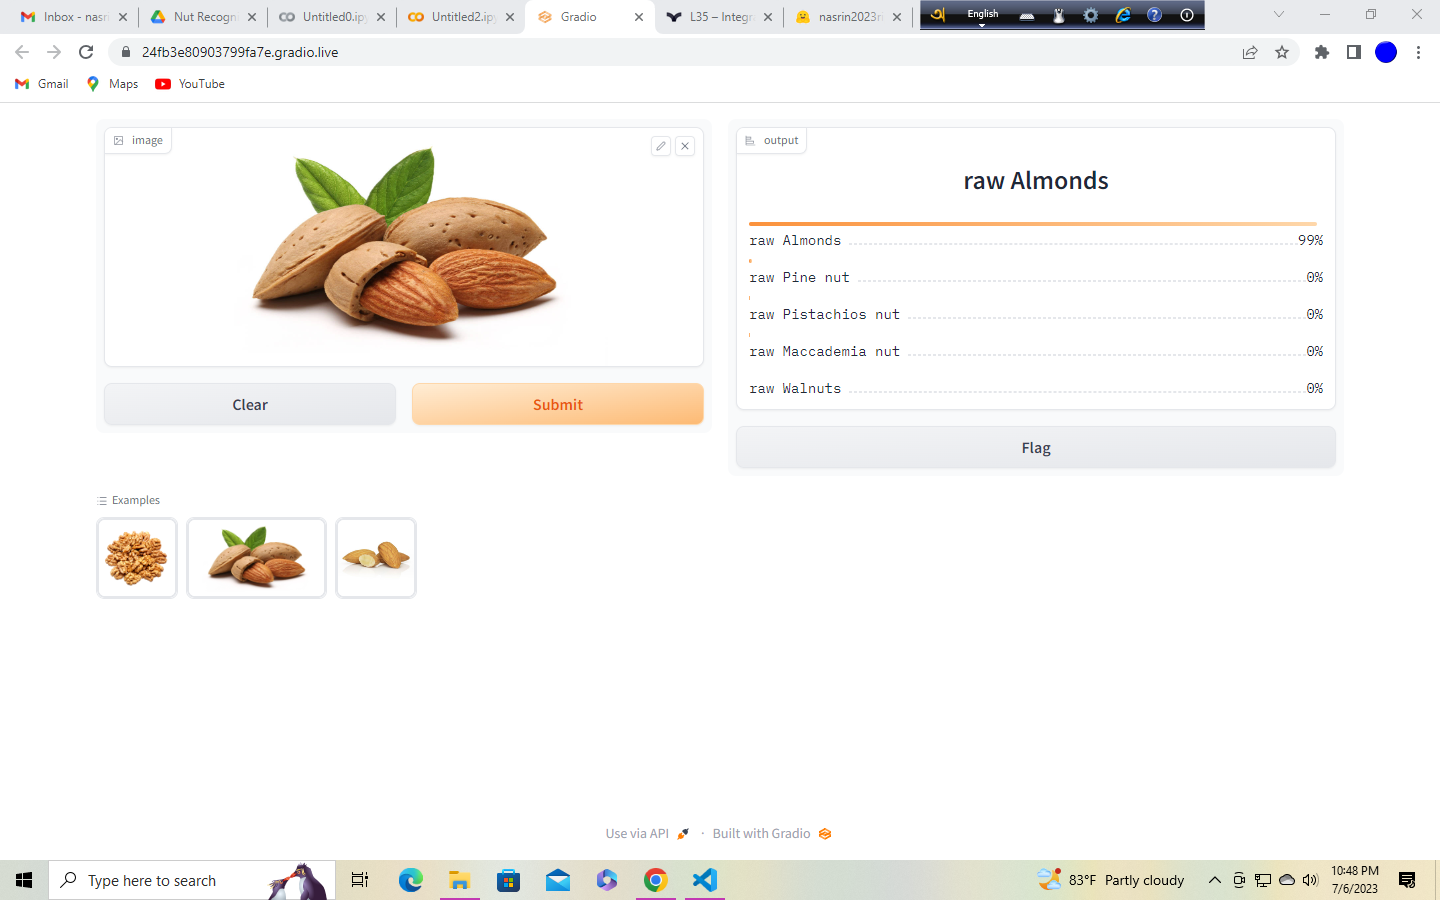 Inbox - nasri
Nut Recogn
Untitled0.ipy
Untitled2.ipy
Gradio
L35 – Integr
nasrin2023n
English
24fb3e80903799fa7e.gradio.live
Gmail
Maps
YouTube
image
Clear
Submit
output
raw Almonds
raw Almonds 99%
raw Pine nut 0%
raw Pistachios nut 0%
raw Maccademia nut 0%
raw Walnuts 0%
Flag
Examples
Use via API
·
Built with Gradio
Type here to search
83°F Partly cloudy
10:48 PM
7/6/2023